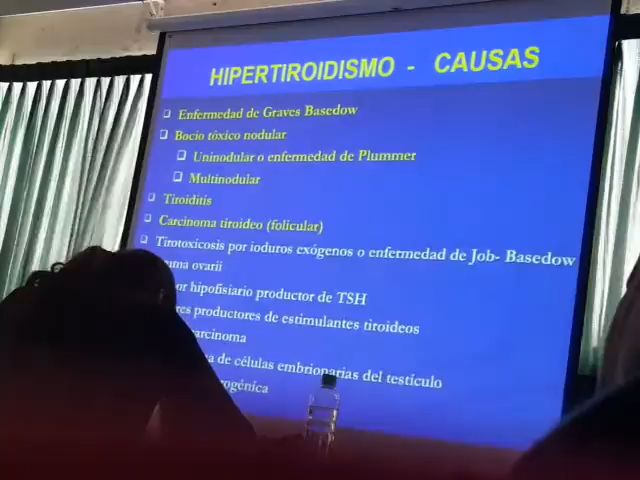 HIPERTIROIDISMO - CAUSAS
Enfermedad de Graves Basedow
Bocio tóxico nodular
Uninodular o enfermedad de Plummer
Multinodular
Tiroiditis
Carcinoma tiroideo (folicular)
Tirotoxicosis por ioduros exógenos o enfermedad de Job- Basedow
ovarii
hipofisiario productor de TSH
productores de estimulantes tiroideos
de células embrionarias del testículo